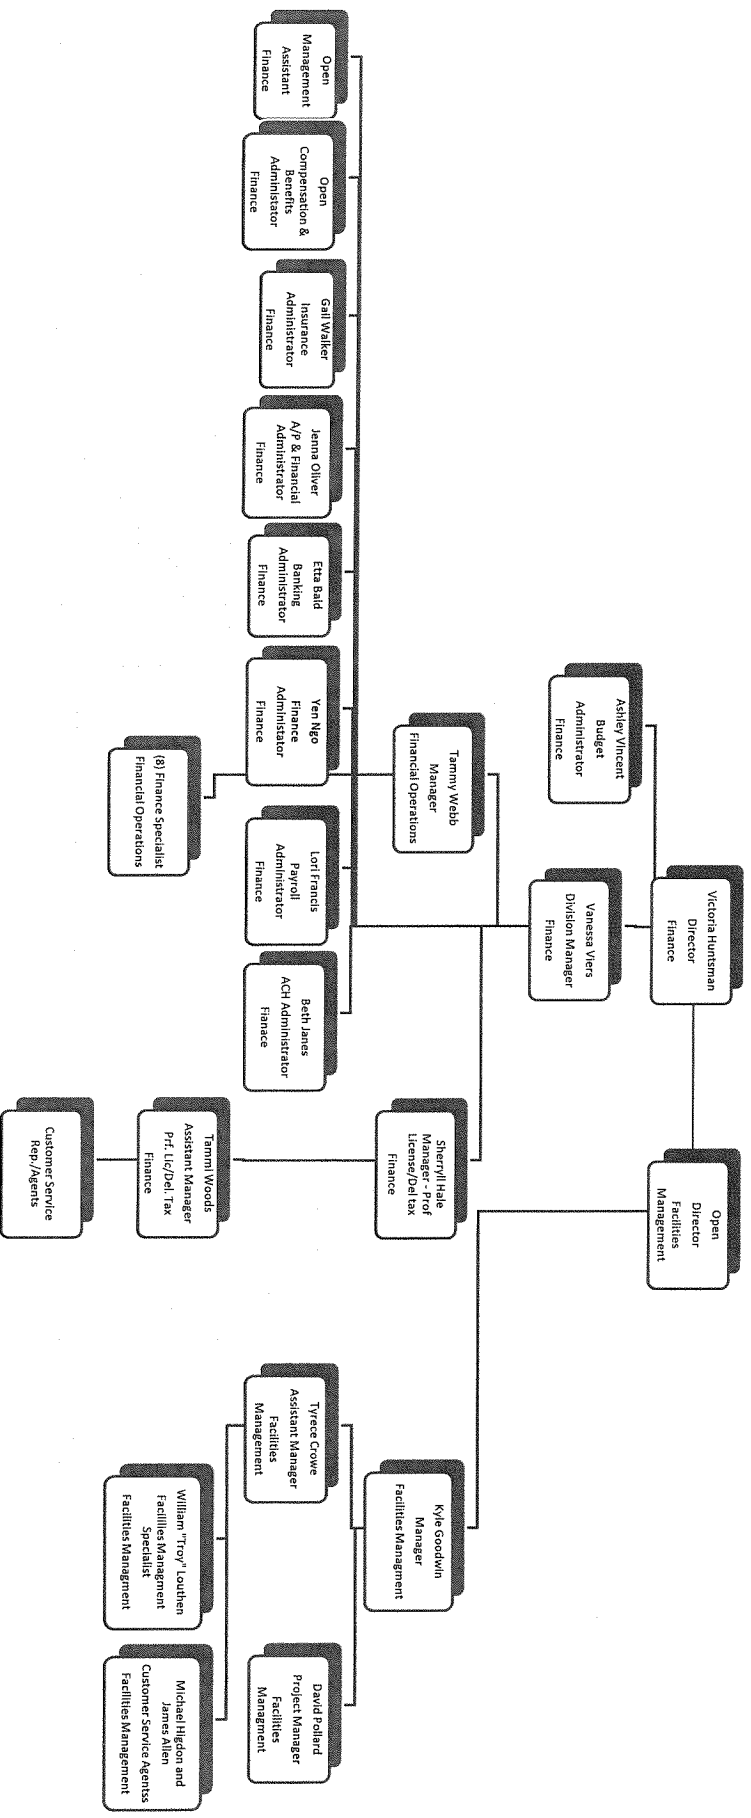 Victoria Huntsman
Director
Finance
Open
Director
Facilities
Management
Ashley Vincent
Budget
Administrator
Finance
Vanessa Viers
Division Manager
Finance
Tammy Webb
Manager
Financial Operations
Sherryll Hale
Manager - Prof
License/Del tax
Finance
Kyle Goodwin
Manager
Facilities Managment
Open
Management
Assistant
Finance
Open
Compensation &
Benefits
Administator
Finance
Gail Walker
Insurance
Administrator
Finance
Jenna Oliver
A/P & Financial
Administrator
Finance
Etta Bald
Banking
Administrator
Finance
Yen Ngo
Finance
Administator
Finance
Lori Francis
Payroll
Administrator
Finance
Beth Janes
ACH Administrator
Fianace
Tyrece Crowe
Assistant Manager
Facilities
Management
David Pollard
Project Manager
Facilities
Managment
(8) Finance Specialist
Financial Operations
Tammi Woods
Assistant Manager
Prf. Lic/Del. Tax
Finance
William "Troy" Louthen
Facilities Managment
Specialist
Facilities Managment
Michael Higdon and
James Allen
Customer Service Agentss
Facilities Management
Customer Service
Rep./Agents